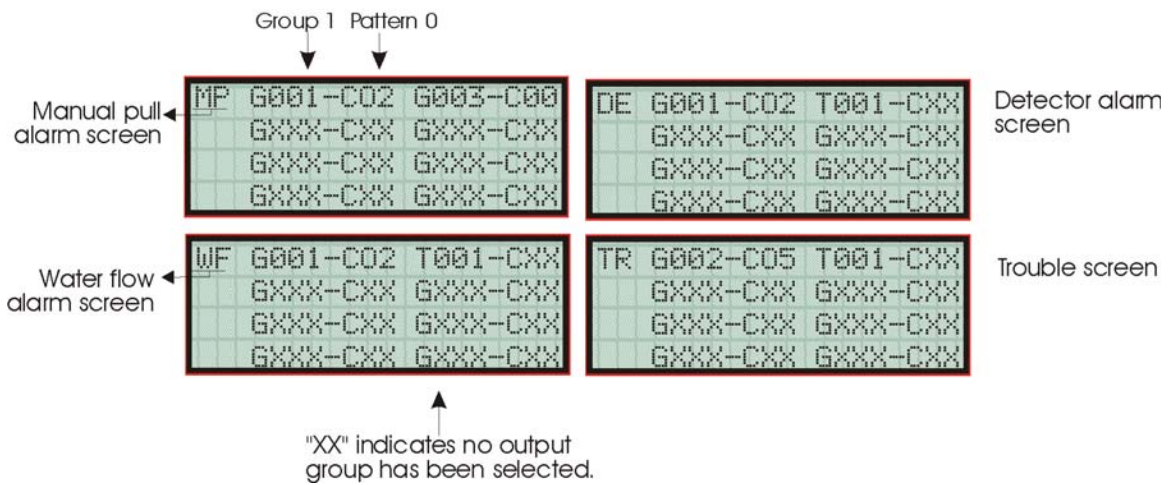 Group 1 Pattern 0
Manual pull
alarm screen
MP G001-C02 G003-C00
GXXX-CXX GXXX-CXX
GXXX-CXX GXXX-CXX
GXXX-CXX GXXX-CXX
DE G001-C02 T001-CXX
GXXX-CXX GXXX-CXX
GXXX-CXX GXXX-CXX
GXXX-CXX GXXX-CXX
Detector alarm
screen
Water flow
alarm screen
WF G001-C02 T001-CXX
GXXX-CXX GXXX-CXX
GXXX-CXX GXXX-CXX
GXXX-CXX GXXX-CXX
TR G002-C05 T001-CXX
GXXX-CXX GXXX-CXX
GXXX-CXX GXXX-CXX
GXXX-CXX GXXX-CXX
Trouble screen
"XX" indicates no output
group has been selected.